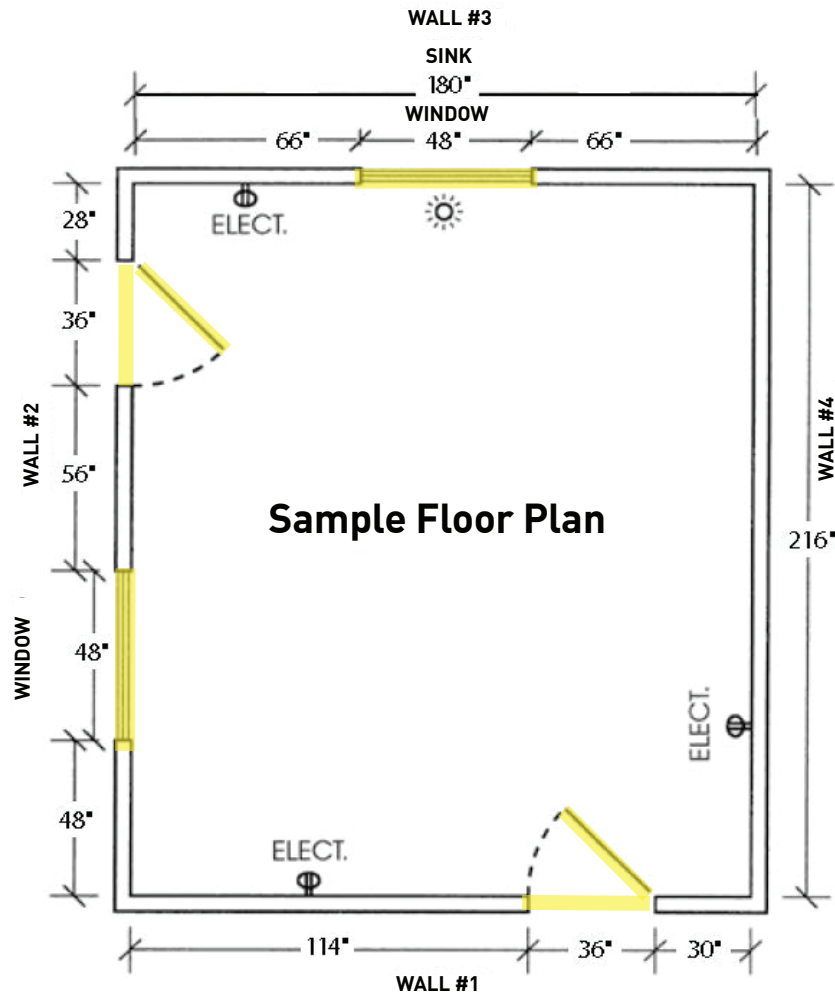 WALL #3
SINK
180"
WINDOW
66" 48" 66"
28"
ELECT.
36"
WALL #2
WALL #4
56"
Sample Floor Plan
216"
WINDOW
48"
ELECT.
48"
ELECT.
114" 36" 30"
WALL #1